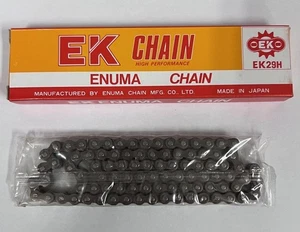 EK CHAIN
HIGH PERFORMANCE
EK
EK29H
ENUMA CHAIN
MANUFACTURED BY ENUMA CHAIN MFG. CO., LTD. MADE IN JAPAN